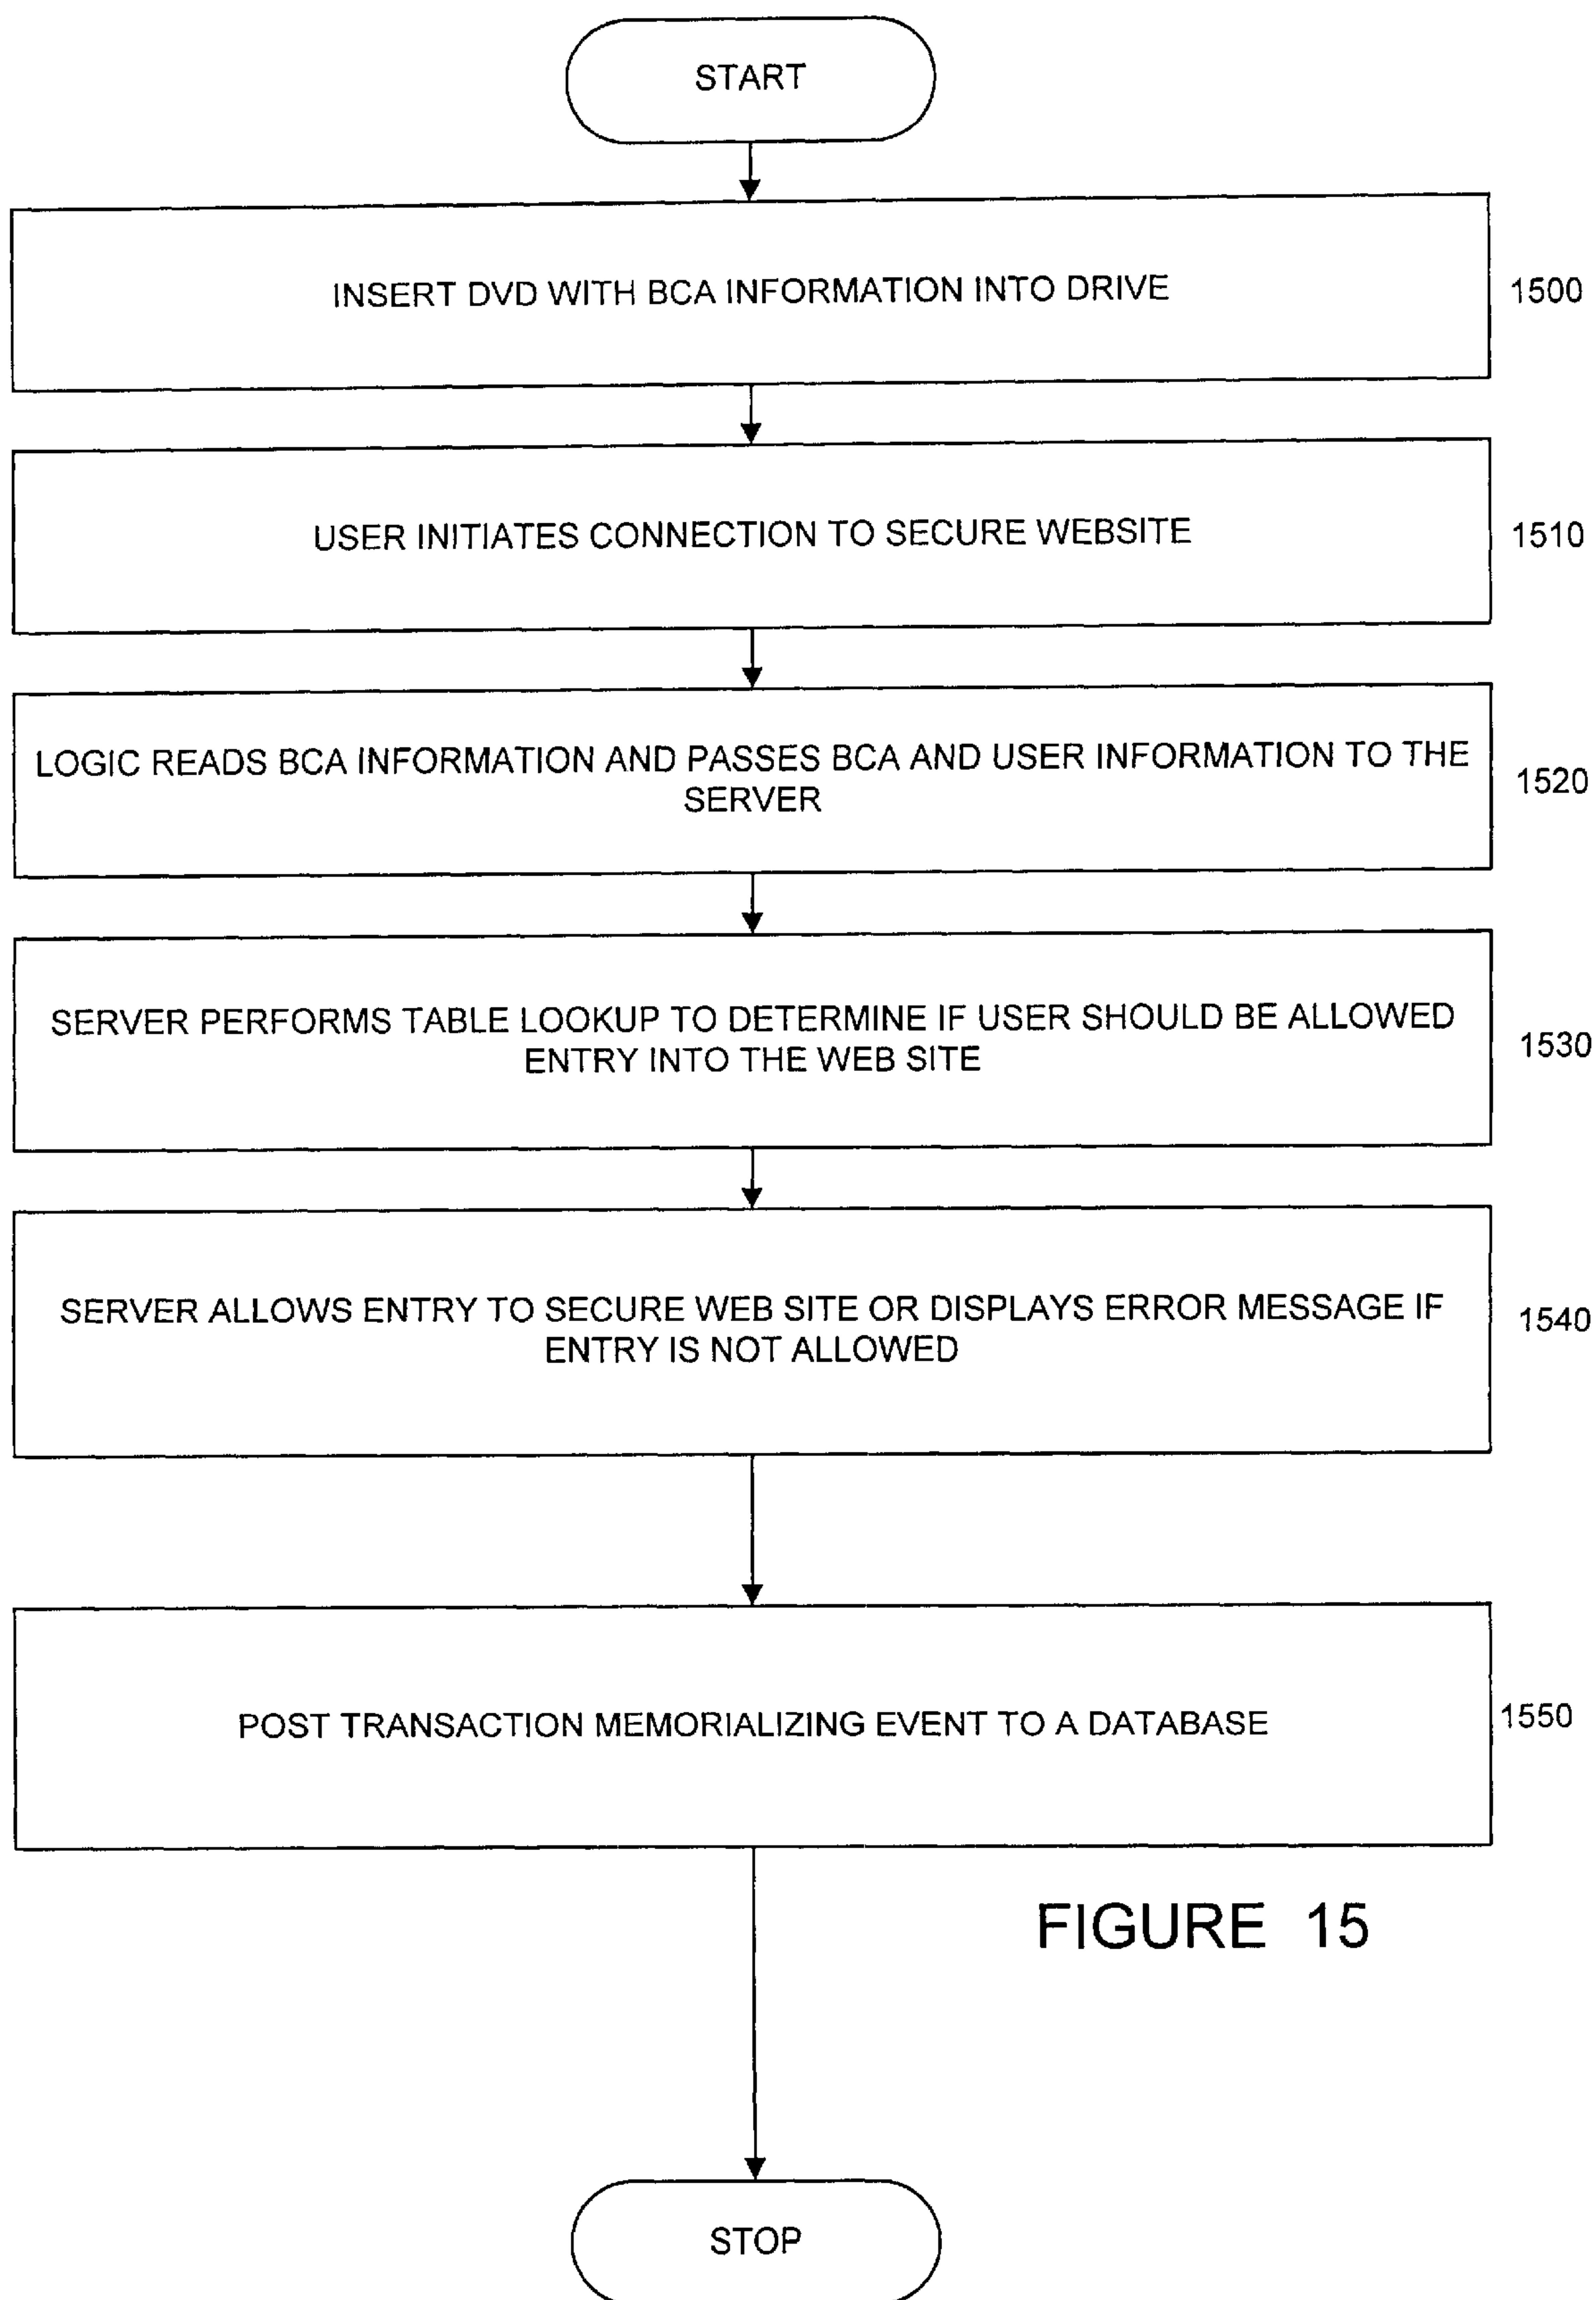 START
INSERT DVD WITH BCA INFORMATION INTO DRIVE
1500
USER INITIATES CONNECTION TO SECURE WEBSITE
1510
LOGIC READS BCA INFORMATION AND PASSES BCA AND USER INFORMATION TO THE
SERVER
1520
SERVER PERFORMS TABLE LOOKUP TO DETERMINE IF USER SHOULD BE ALLOWED
ENTRY INTO THE WEB SITE
1530
SERVER ALLOWS ENTRY TO SECURE WEB SITE OR DISPLAYS ERROR MESSAGE IF
ENTRY IS NOT ALLOWED
1540
POST TRANSACTION MEMORIALIZING EVENT TO A DATABASE
1550
FIGURE 15
STOP